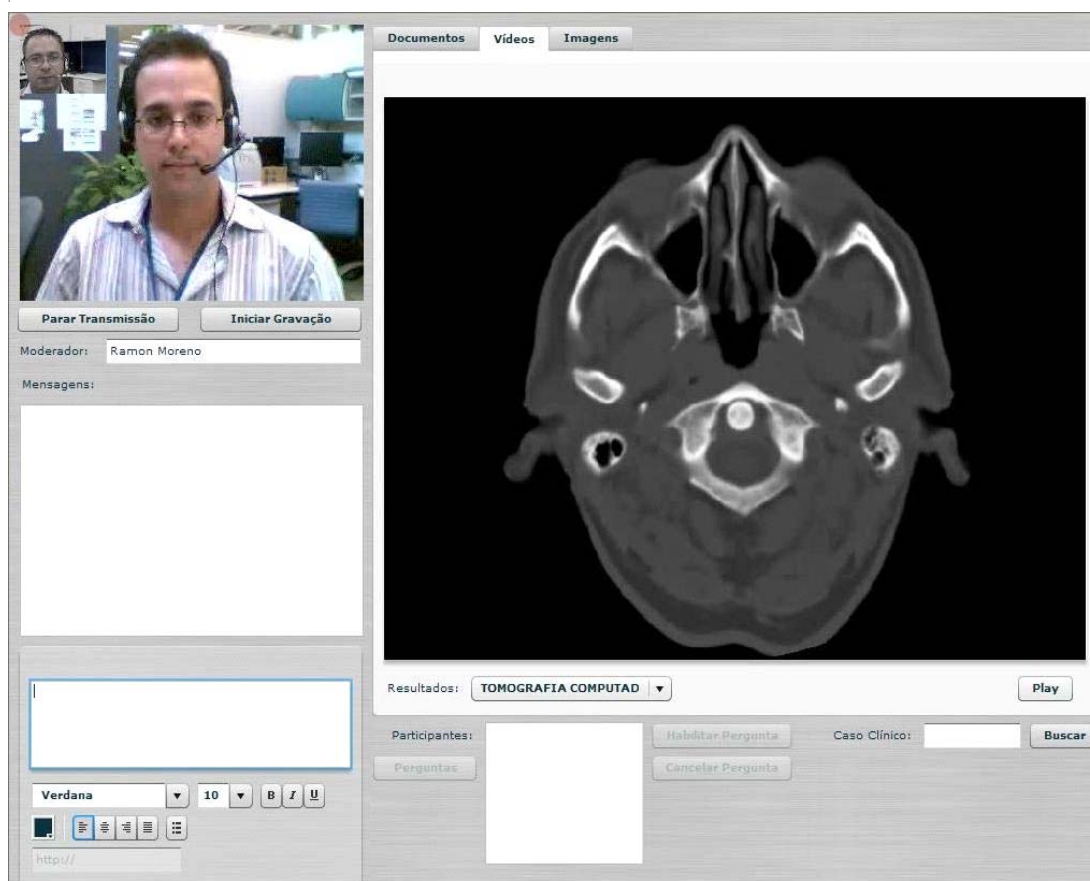 Documentos
Vídeos
Imagens
Parar Transmissão
Iniciar Gravação
Moderador: Ramon Moreno
Mensagens:
Resultados: TOMOGRAFIA COMPUTAD
Play
Participantes:
Habilitar Pergunta
Caso Clínico:
Buscar
Perguntas
Cancelar Pergunta
Verdana
10
B I U
http://